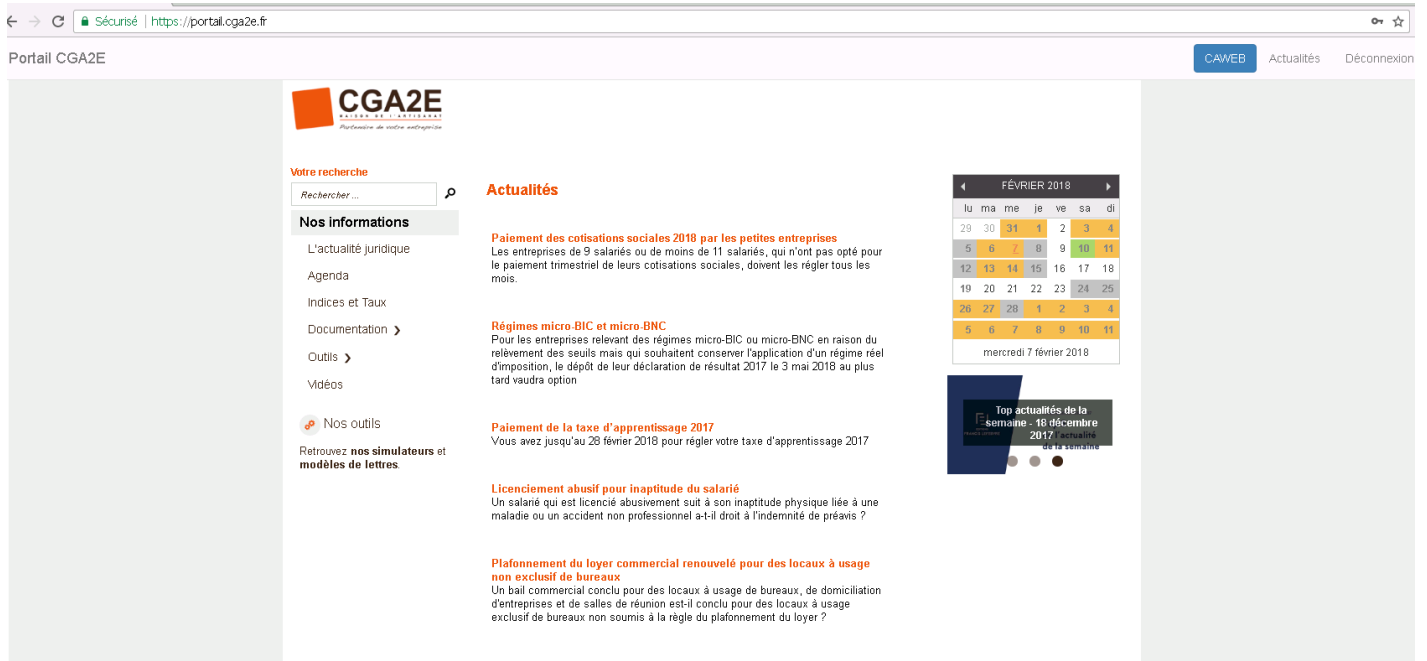 Sécurisé | https://portail.cga2e.fr
Portail CGA2E
CAWEB
Actualités
Déconnexion
CGA2E
MAISON DE L'ARTISANAT
Partenaire de votre entreprise
Votre recherche
Rechercher ...
Nos informations
L'actualité juridique
Agenda
Indices et Taux
Documentation
Outils
Vidéos
Nos outils
Retrouvez nos simulateurs et
modèles de lettres.
Actualités
Paiement des cotisations sociales 2018 par les petites entreprises
Les entreprises de 9 salariés ou de moins de 11 salariés, qui n'ont pas opté pour
le paiement trimestriel de leurs cotisations sociales, doivent les régler tous les
mois.
Régimes micro-BIC et micro-BNC
Pour les entreprises relevant des régimes micro-BIC ou micro-BNC en raison du
relèvement des seuils mais qui souhaitent conserver l'application d'un régime réel
d'imposition, le dépôt de leur déclaration de résultat 2017 le 3 mai 2018 au plus
tard vaudra option
Paiement de la taxe d'apprentissage 2017
Vous avez jusqu'au 28 février 2018 pour régler votre taxe d'apprentissage 2017
Licenciement abusif pour inaptitude du salarié
Un salarié qui est licencié abusivement suit à son inaptitude physique liée à une
maladie ou un accident non professionnel a-t-il droit à l'indemnité de préavis ?
Plafonnement du loyer commercial renouvelé pour des locaux à usage
non exclusif de bureaux
Un bail commercial conclu pour des locaux à usage de bureaux, de domiciliation
d'entreprises et de salles de réunion est-il conclu pour des locaux à usage
exclusif de bureaux non soumis à la règle du plafonnement du loyer ?
FÉVRIER 2018
lu ma me je ve sa di
29 30 31 1 2 3 4
5 6 7 8 9 10 11
12 13 14 15 16 17 18
19 20 21 22 23 24 25
26 27 28 1 2 3 4
5 6 7 8 9 10 11
mercredi 7 février 2018
Top actualités de la
semaine - 18 décembre
2017
l'actualité
de la semaine